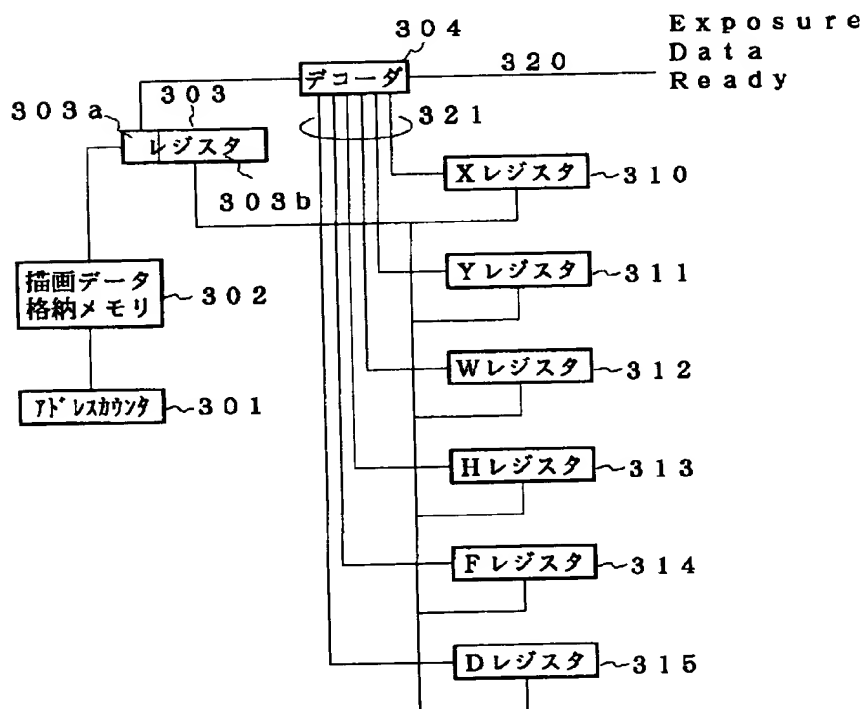 304
Exposure
Data
Ready
デコーダ
320
303
303a
321
レジスタ
Xレジスタ
310
303b
描画データ
格納メモリ
302
Yレジスタ
311
Wレジスタ
312
アドレスカウンタ
301
Hレジスタ
313
Fレジスタ
314
Dレジスタ
315